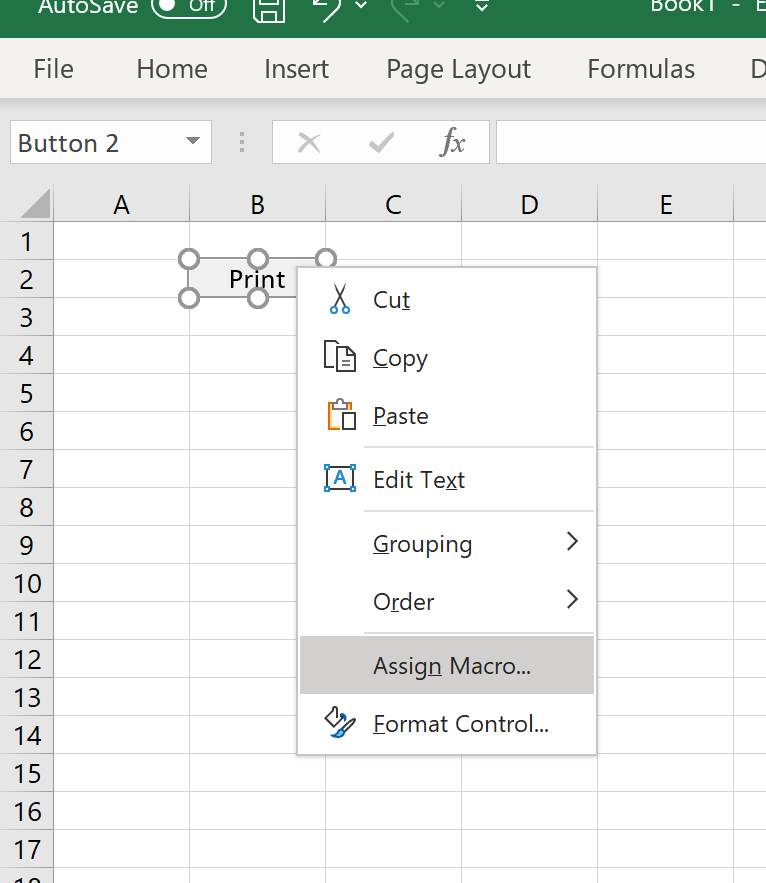 AutoSave Off Book1 -
File Home Insert Page Layout Formulas
Button 2 fx
A B C D E
1
2 Print
3
4
5
6
7
8
9
10
11
12
13
14
15
16
17
18
Cut
Copy
Paste
A Edit Text
Grouping
Order
Assign Macro...
Format Control...